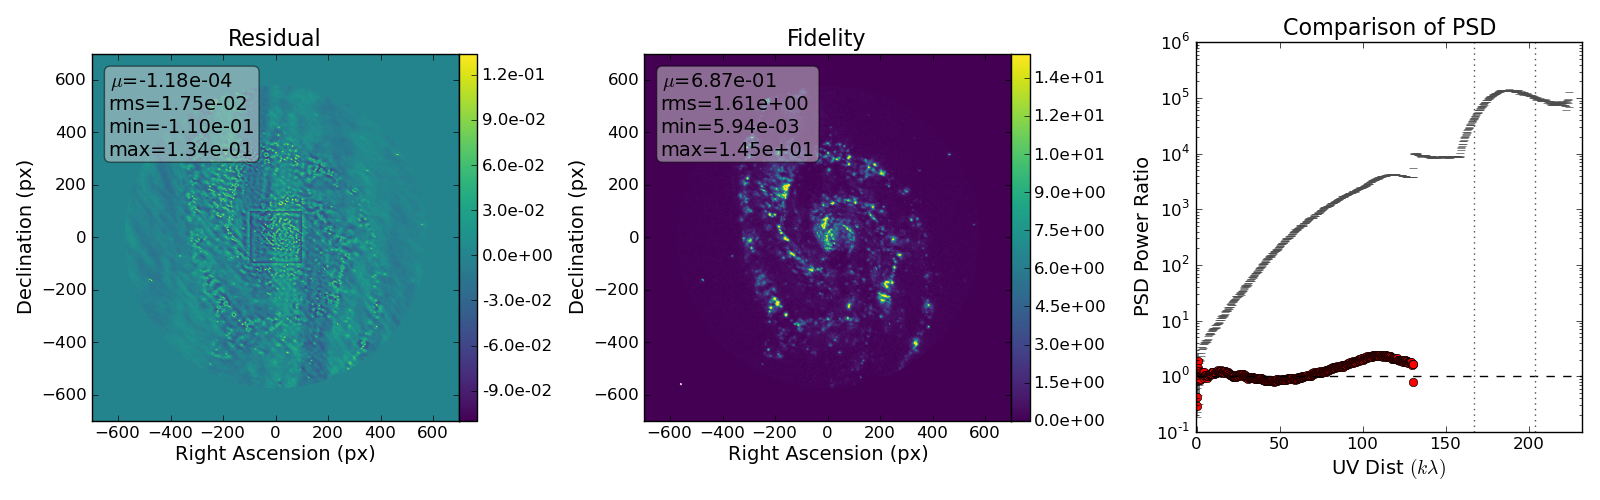 Residual
μ=-1.18e-04
rms=1.75e-02
min=-1.10e-01
max=1.34e-01
600
400
200
0
−200
−400
−600
Declination (px)
−600 −400 −200 0 200 400 600
Right Ascension (px)
1.2e-01
9.0e-02
6.0e-02
3.0e-02
0.0e+00
-3.0e-02
-6.0e-02
-9.0e-02
Fidelity
μ=6.87e-01
rms=1.61e+00
min=5.94e-03
max=1.45e+01
600
400
200
0
−200
−400
−600
Declination (px)
−600 −400 −200 0 200 400 600
Right Ascension (px)
1.4e+01
1.2e+01
1.0e+01
9.0e+00
7.5e+00
6.0e+00
4.5e+00
3.0e+00
1.5e+00
0.0e+00
Comparison of PSD
10^6
10^5
10^4
10^3
10^2
10^1
10^0
10^-1
PSD Power Ratio
0 50 100 150 200
UV Dist (kλ)